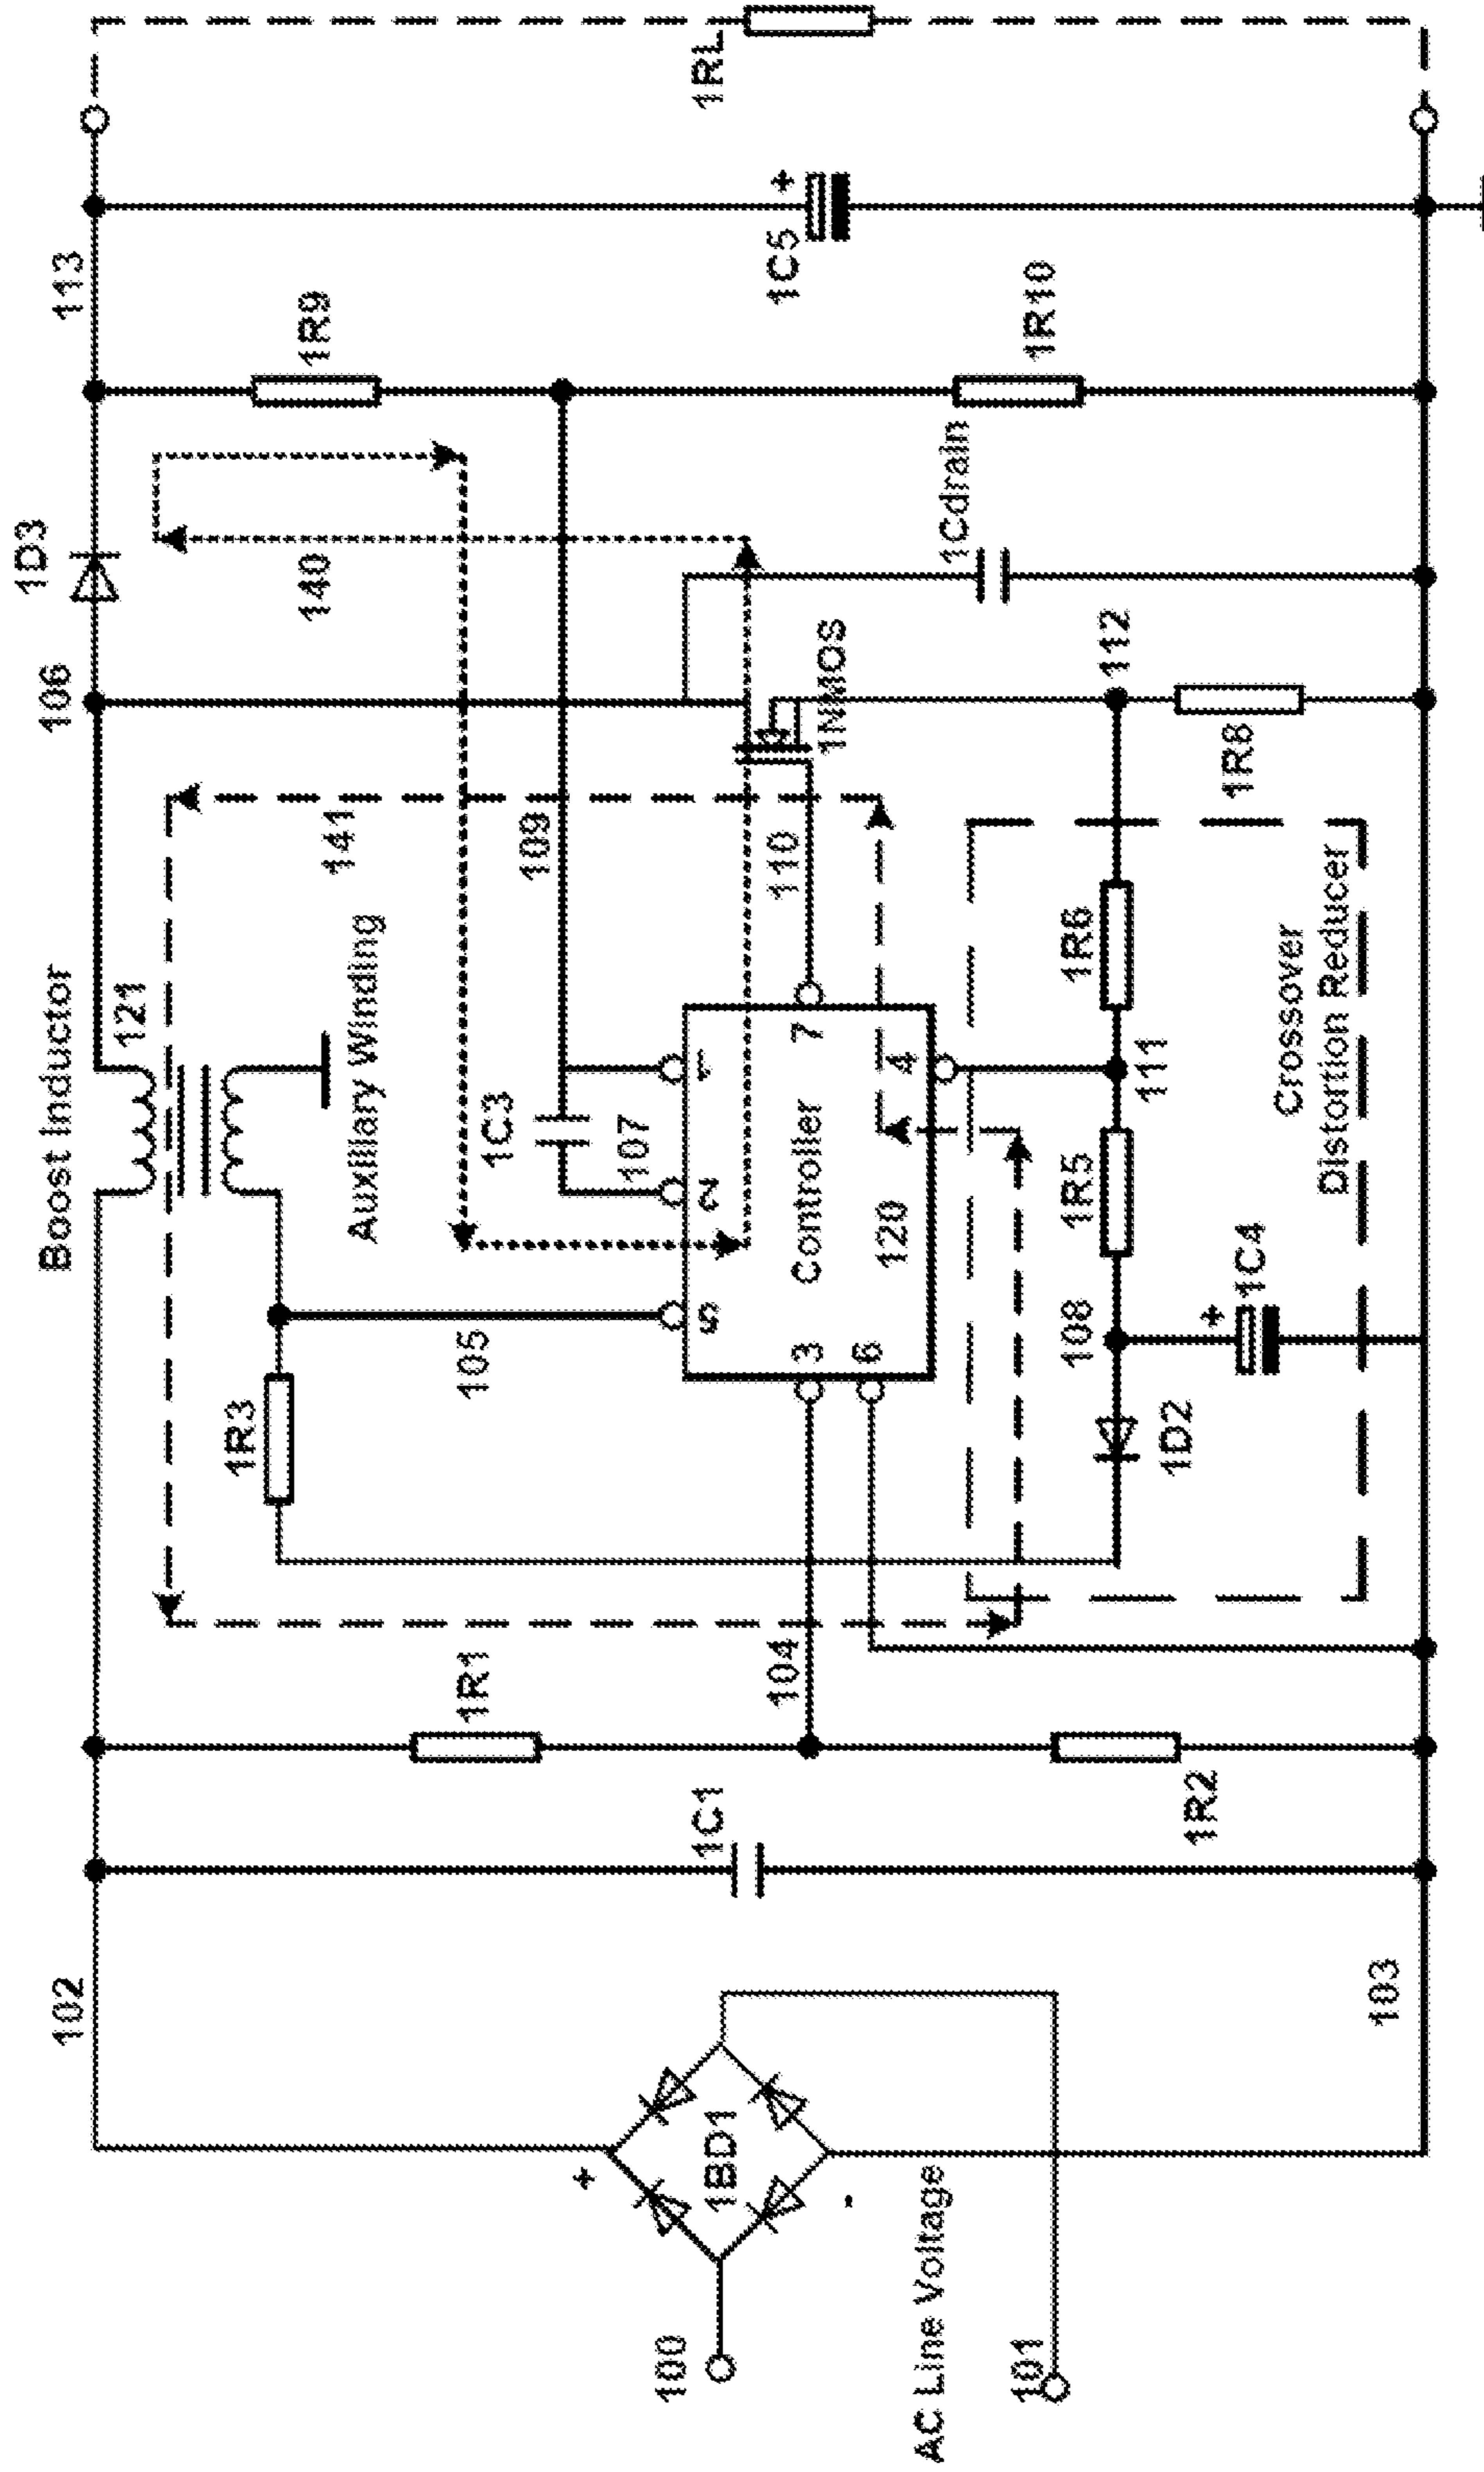 Boost Inductor
121
106
1D3
113
102
Auxiliary Winding
141
140
1R9
1R3
105
1C3
107
109
1R1
1C5
+
1RL
5
2
1
3
6
Controller
120
7
4
110
1NMOS
1Cdrain
1R10
104
1C1
+
1BD1
-
100
AC Line Voltage
101
108
1R5
111
1R6
112
1D2
+
1C4
1R8
Crossover
Distortion Reducer
1R2
103